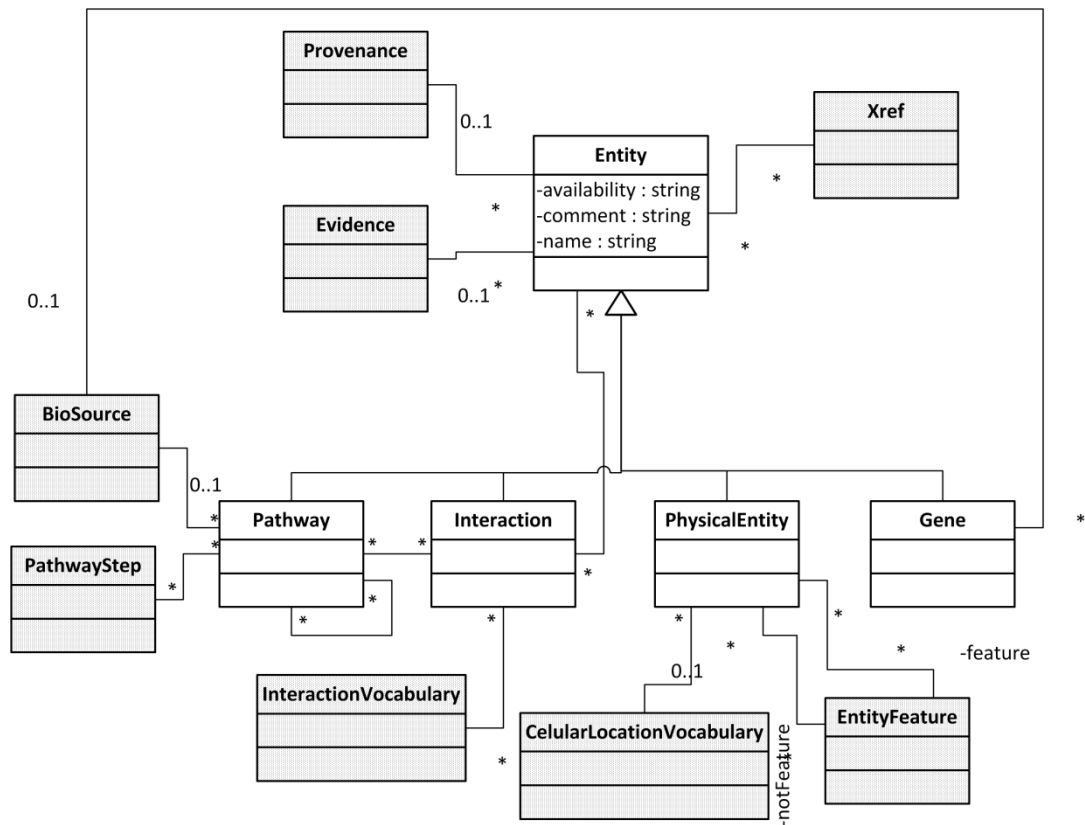 Provenance
0..1
Xref
*
Entity
-availability : string
-comment : string
-name : string
*
*
Evidence
0..1
*
*
0..1
BioSource
0..1
*
Pathway
Interaction
PhysicalEntity
Gene
*
*
*
*
PathwayStep
*
*
*
*
*
*
*
*
*
-feature
0..1
InteractionVocabulary
*
CelularLocationVocabulary
EntityFeature
*
-notFeature